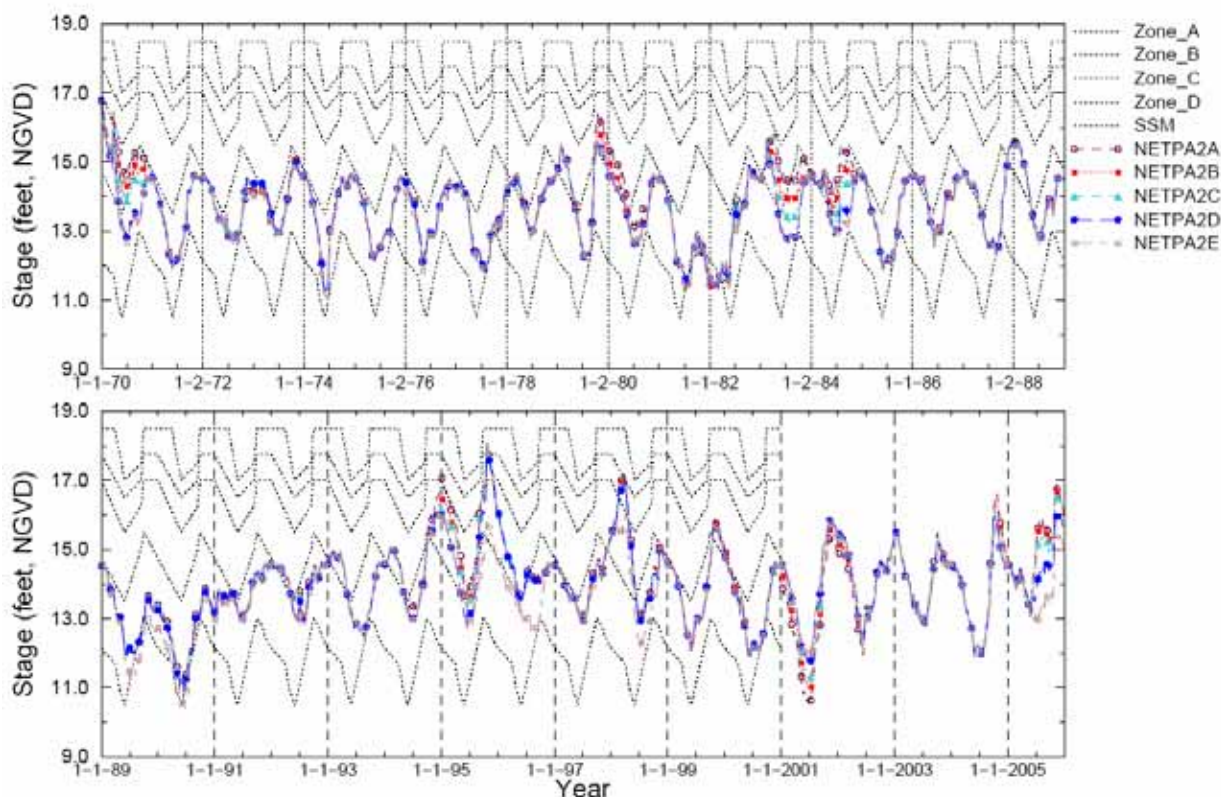 19.0
17.0
15.0
13.0
11.0
9.0
Stage (feet, NGVD)
1-1-70
1-2-72
1-1-74
1-2-76
1-1-78
1-2-80
1-1-82
1-2-84
1-1-86
1-2-88
Zone_A
Zone_B
Zone_C
Zone_D
SSM
NETPA2A
NETPA2B
NETPA2C
NETPA2D
NETPA2E
19.0
17.0
15.0
13.0
11.0
9.0
Stage (feet, NGVD)
1-1-89
1-1-91
1-1-93
1-1-95
1-1-97
1-1-99
1-1-2001
1-1-2003
1-1-2005
Year